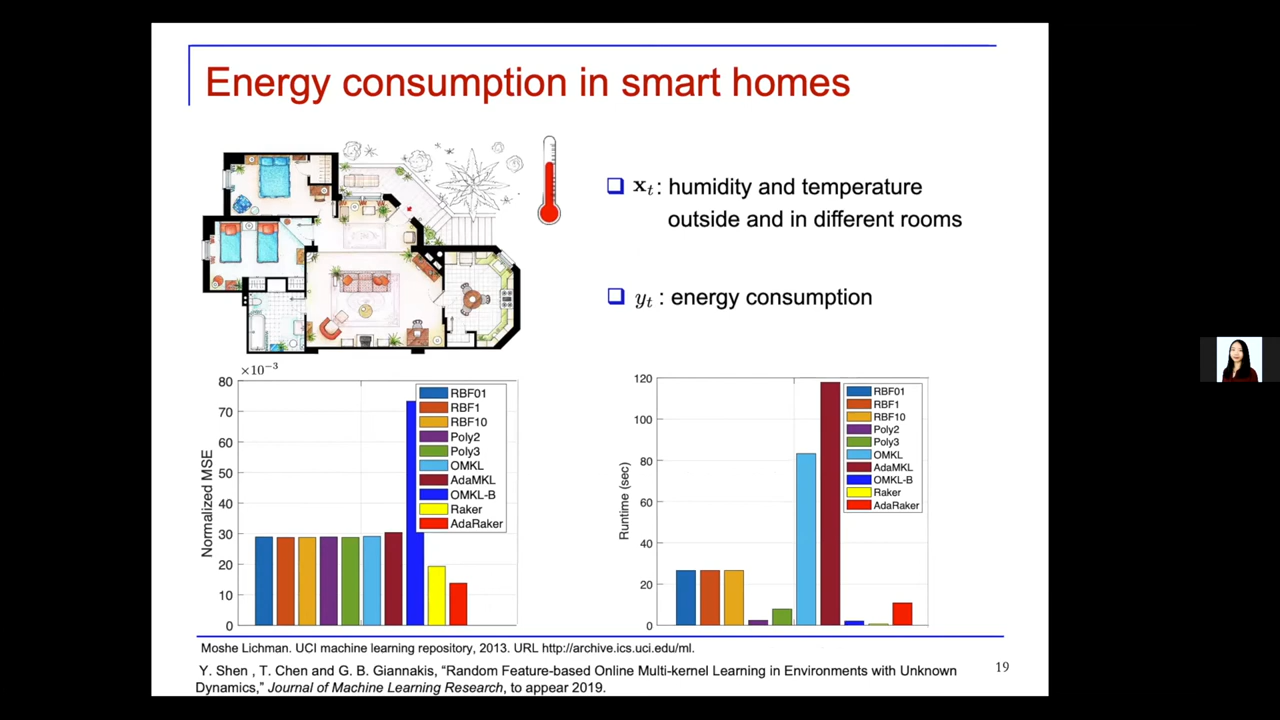 Energy consumption in smart homes
𝐱ₜ: humidity and temperature
outside and in different rooms
yₜ : energy consumption
×10⁻³
80
70
60
50
40
30
20
10
0
Normalized MSE
RBF01
RBF1
RBF10
Poly2
Poly3
OMKL
AdaMKL
OMKL-B
Raker
AdaRaker
120
100
80
60
40
20
0
Runtime (sec)
RBF01
RBF1
RBF10
Poly2
Poly3
OMKL
AdaMKL
OMKL-B
Raker
AdaRaker
Moshe Lichman. UCI machine learning repository, 2013. URL http://archive.ics.uci.edu/ml.
Y. Shen , T. Chen and G. B. Giannakis, “Random Feature-based Online Multi-kernel Learning in Environments with Unknown
Dynamics,” Journal of Machine Learning Research, to appear 2019.
19